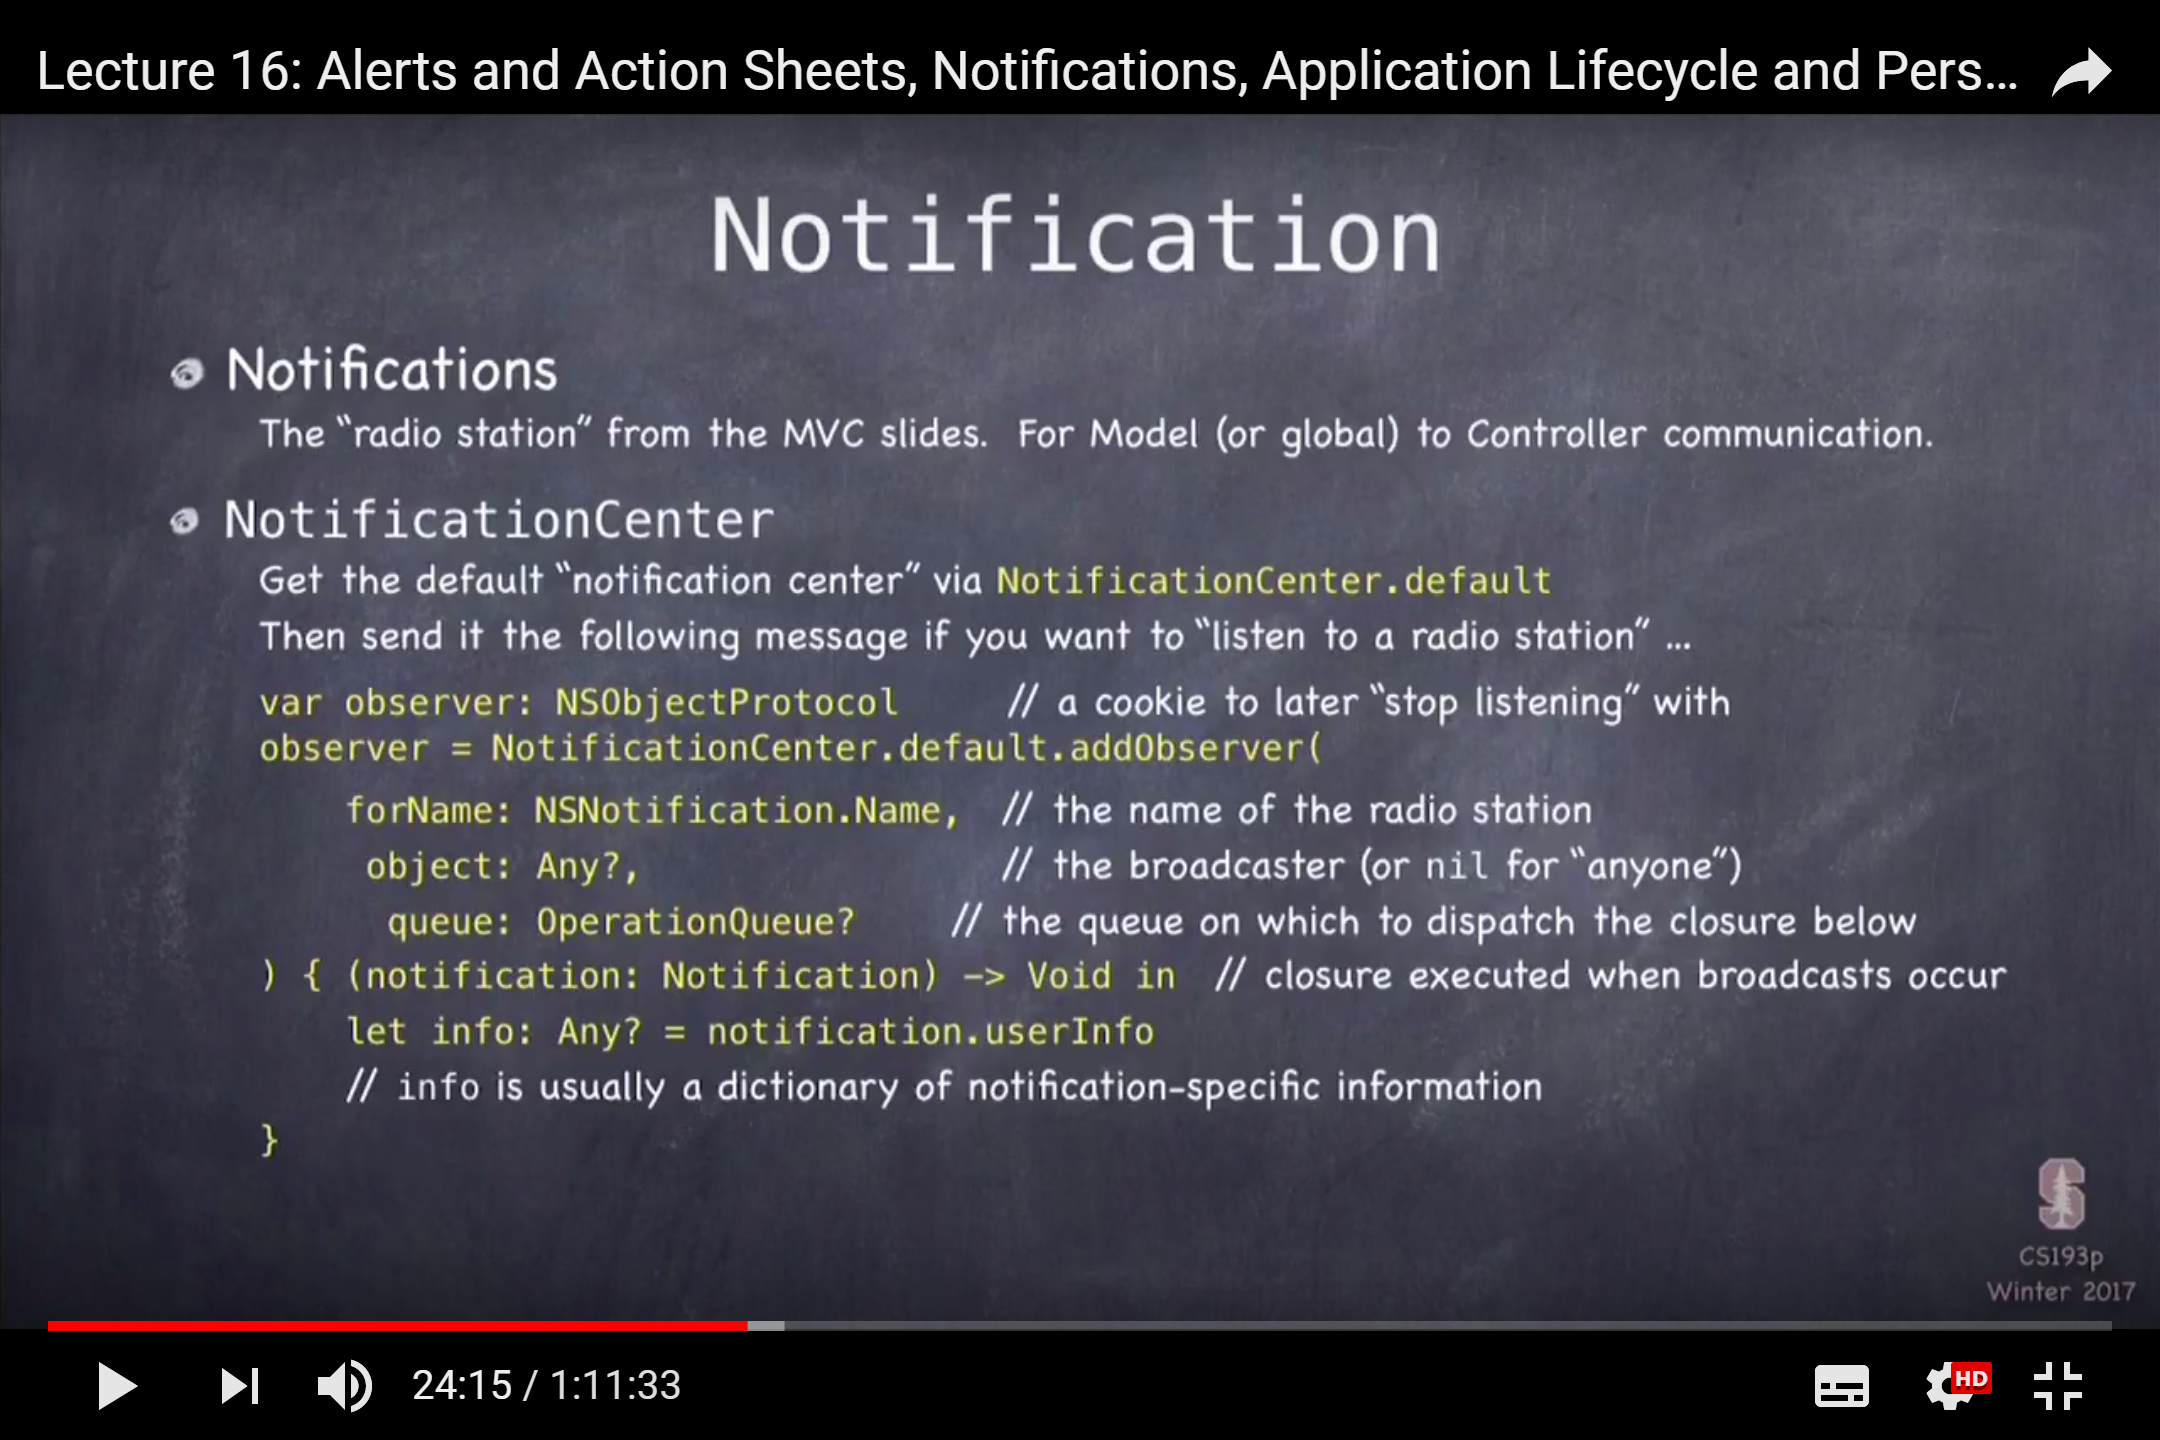 Lecture 16: Alerts and Action Sheets, Notifications, Application Lifecycle and Pers...
Notification
Notifications
The “radio station” from the MVC slides. For Model (or global) to Controller communication.
NotificationCenter
Get the default “notification center” via NotificationCenter.default
Then send it the following message if you want to “listen to a radio station” ...
var observer: NSObjectProtocol // a cookie to later “stop listening” with
observer = NotificationCenter.default.addObserver(
forName: NSNotification.Name, // the name of the radio station
object: Any?, // the broadcaster (or nil for “anyone”)
queue: OperationQueue? // the queue on which to dispatch the closure below
) { (notification: Notification) -> Void in // closure executed when broadcasts occur
let info: Any? = notification.userInfo
// info is usually a dictionary of notification-specific information
}
S
CS193p
Winter 2017
24:15 / 1:11:33
HD